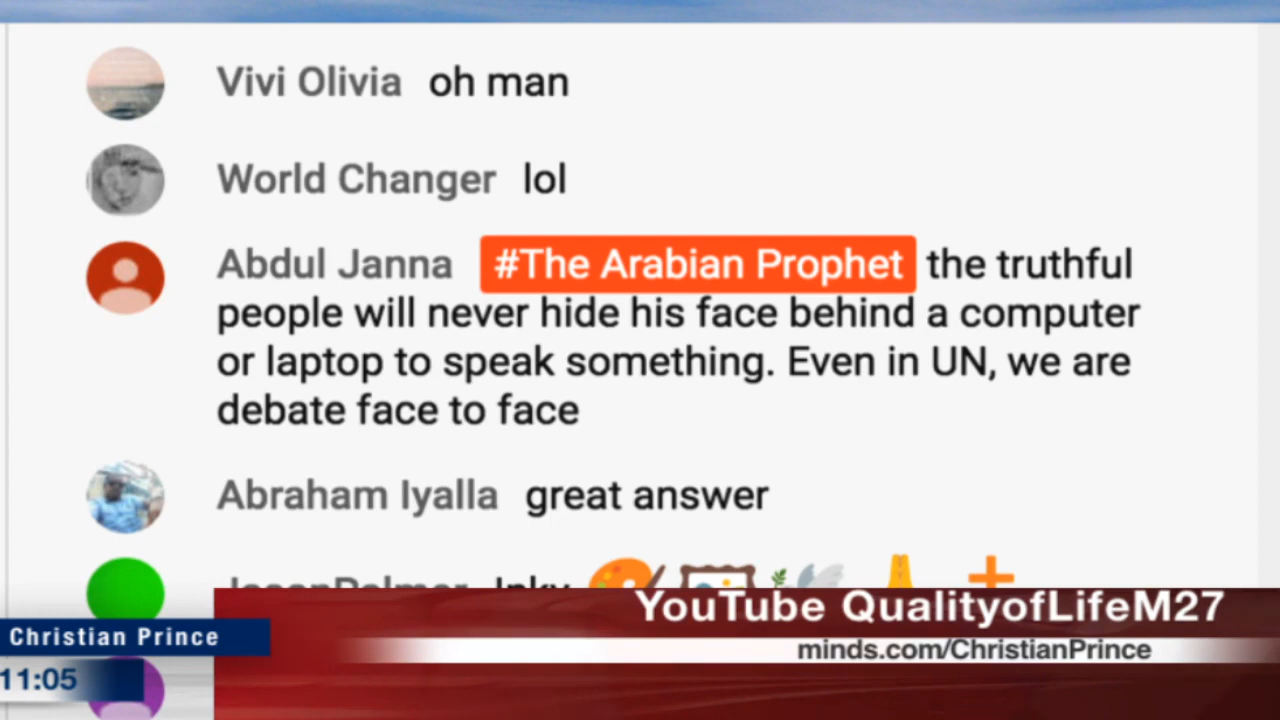 Vivi Olivia oh man
World Changer lol
Abdul Janna #The Arabian Prophet the truthful
people will never hide his face behind a computer
or laptop to speak something. Even in UN, we are
debate face to face
Abraham Iyalla great answer
YouTube QualityofLifeM27
Christian Prince
minds.com/ChristianPrince
11:05